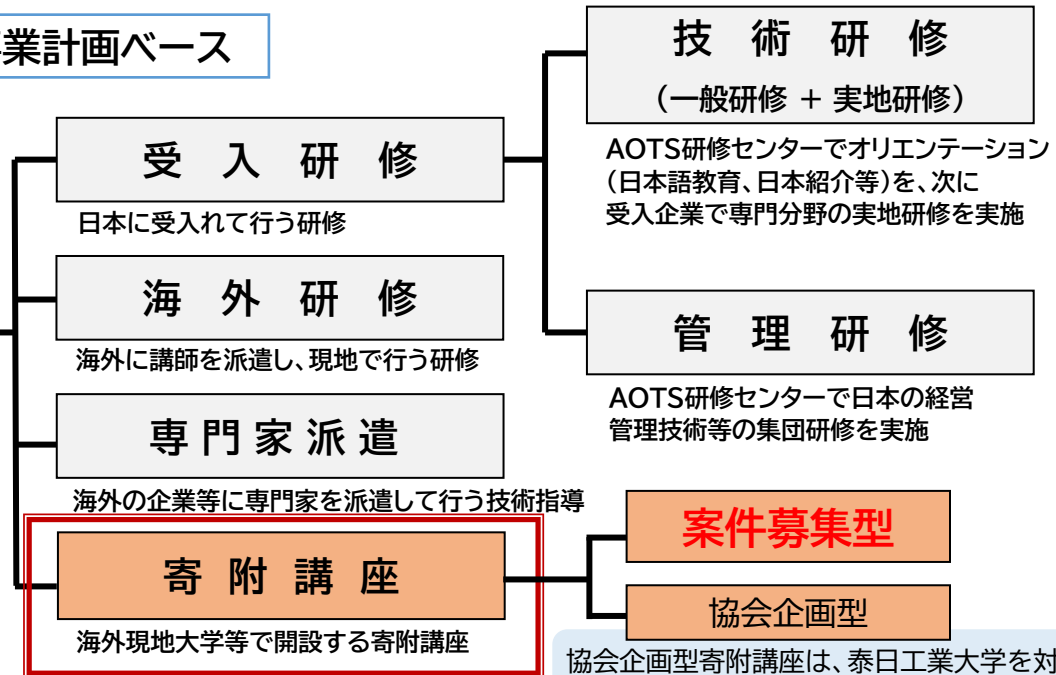 業計画ベース
受入研修
日本に受入れて行う研修
海外研修
海外に講師を派遣し、現地で行う研修
専門家派遣
海外の企業等に専門家を派遣して行う技術指導
寄附講座
海外現地大学等で開設する寄附講座
技術研修
（一般研修 + 実地研修）
AOTS研修センターでオリエンテーション
（日本語教育、日本紹介等）を、次に
受入企業で専門分野の実地研修を実施
管理研修
AOTS研修センターで日本の経営
管理技術等の集団研修を実施
案件募集型
協会企画型
協会企画型寄附講座は、泰日工業大学を対